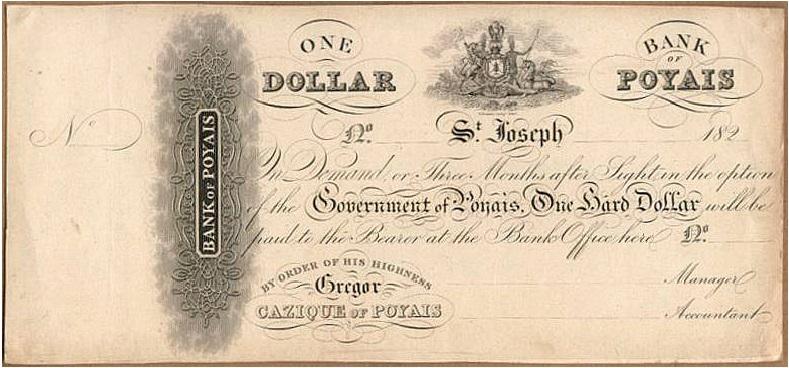 ONE
DOLLAR
BANK
OF
POYAIS
Nº
Nº. St. Joseph 182
On Demand, or Three Months after Sight in the option
of the Government of Poyais, One Hard Dollar will be
paid to the Bearer at the Bank Office here Nº.
BANK OF POYAIS
BY ORDER OF HIS HIGHNESS
Gregor
CAZIQUE OF POYAIS
Manager
Accountant